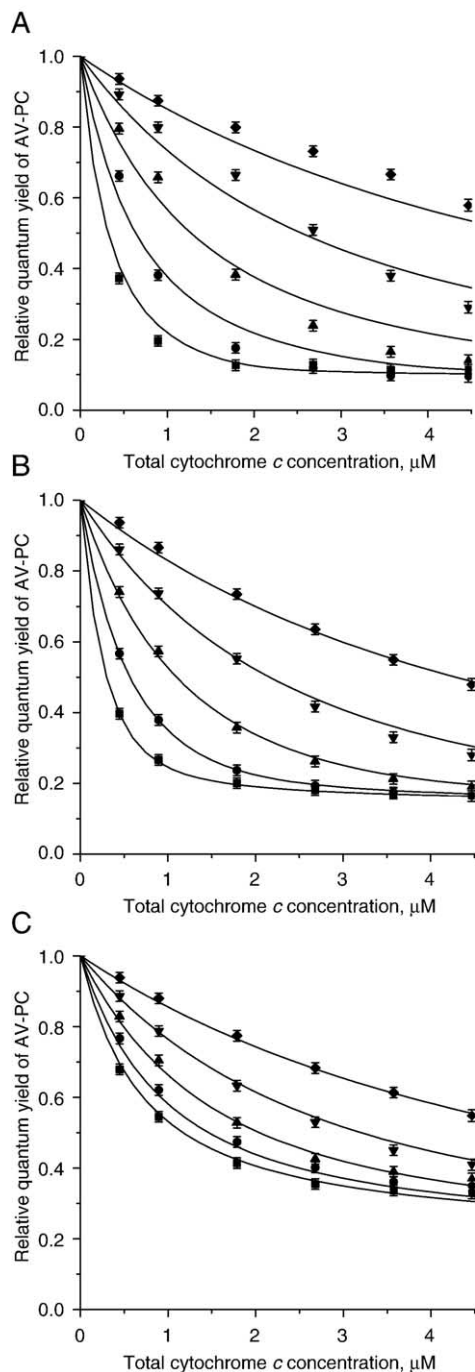 A
Relative quantum yield of AV-PC
1.0
0.8
0.6
0.4
0.2
0.0
0 1 2 3 4
Total cytochrome c concentration, μM
B
Relative quantum yield of AV-PC
1.0
0.8
0.6
0.4
0.2
0.0
0 1 2 3 4
Total cytochrome c concentration, μM
C
Relative quantum yield of AV-PC
1.0
0.8
0.6
0.4
0.2
0.0
0 1 2 3 4
Total cytochrome c concentration, μM